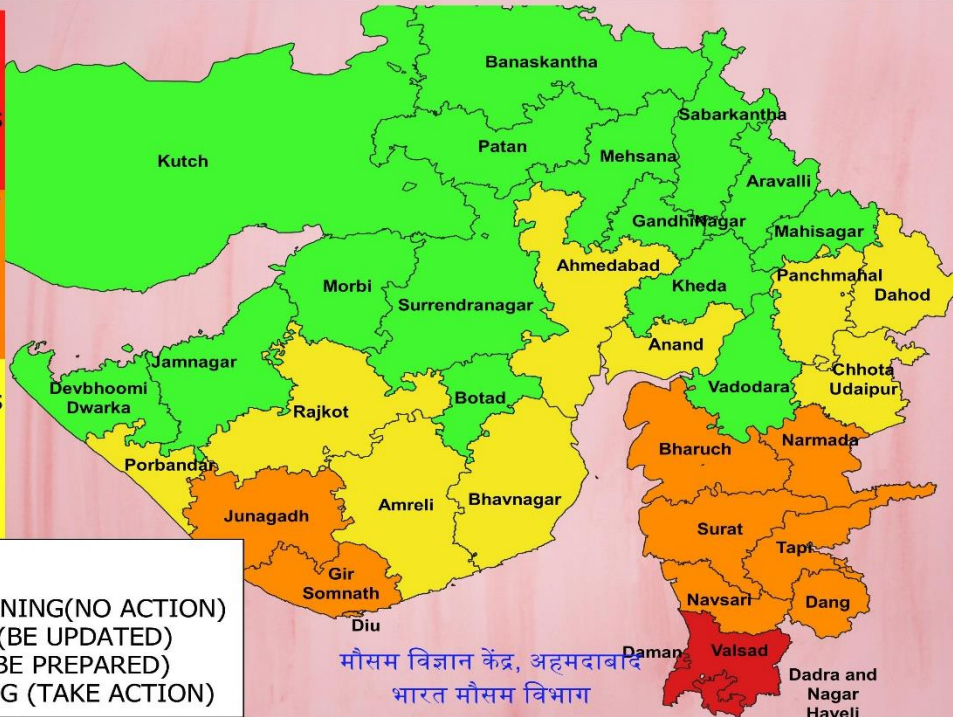 Banaskantha
Sabarkantha
Patan
Mehsana
Kutch
Aravalli
GandhiNagar
Mahisagar
Ahmedabad
Panchmahal
Morbi
Kheda
Dahod
Surrendranagar
Anand
Jamnagar
Chhota
Udaipur
Devbhoomi
Dwarka
Vadodara
Botad
Rajkot
Narmada
Bharuch
Porbandar
Amreli
Bhavnagar
Junagadh
Surat
Tapi
Gir
Somnath
Navsari
Dang
Diu
Daman
Valsad
Dadra and
Nagar
Haveli
मौसम विज्ञान केंद्र, अहमदाबाद
भारत मौसम विभाग
NING(NO ACTION)
(BE UPDATED)
BE PREPARED)
G (TAKE ACTION)